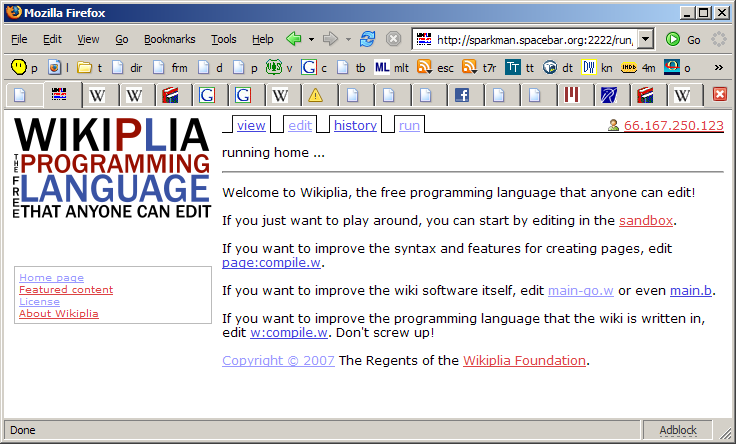 Mozilla Firefox
File Edit View Go Bookmarks Tools Help http://sparkman.spacebar.org:2222/run, Go
p l t dir frm d p v c tb ML mlt esc t7r TT tt dt DW kn IMDB 4m o »
WIKIPLIA
THE FREE
PROGRAMMING
LANGUAGE
THAT ANYONE CAN EDIT
view edit history run 66.167.250.123
running home ...
Welcome to Wikiplia, the free programming language that anyone can edit!
If you just want to play around, you can start by editing in the sandbox.
If you want to improve the syntax and features for creating pages, edit
page:compile.w.
If you want to improve the wiki software itself, edit main-go.w or even main.b.
If you want to improve the programming language that the wiki is written in,
edit w:compile.w. Don't screw up!
Copyright © 2007 The Regents of the Wikiplia Foundation.
Home page
Featured content
License
About Wikiplia
Done Adblock